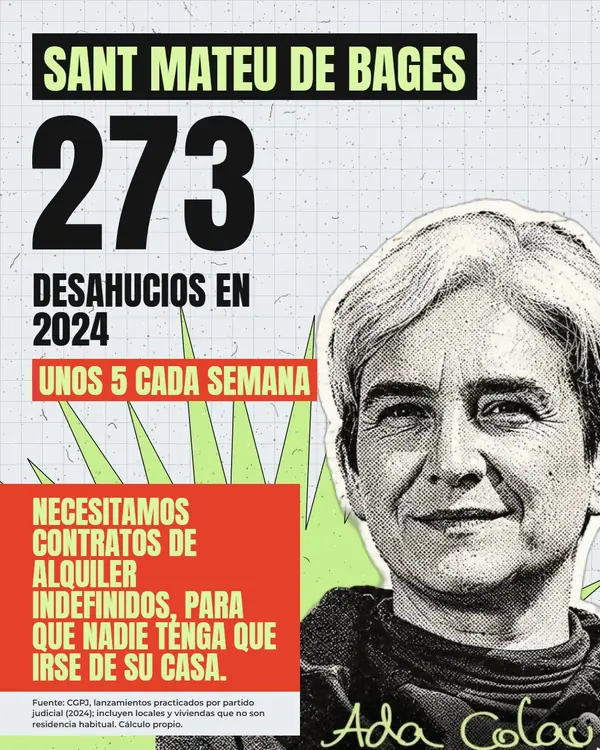 SANT MATEU DE BAGES
273
DESAHUCIOS EN
2024
UNOS 5 CADA SEMANA
NECESITAMOS
CONTRATOS DE
ALQUILER
INDEFINIDOS, PARA
QUE NADIE TENGA QUE
IRSE DE SU CASA.
Fuente: CGPJ, lanzamientos practicados por partido
judicial (2024); incluyen locales y viviendas que no son
residencia habitual. Cálculo propio.
Ada Colau